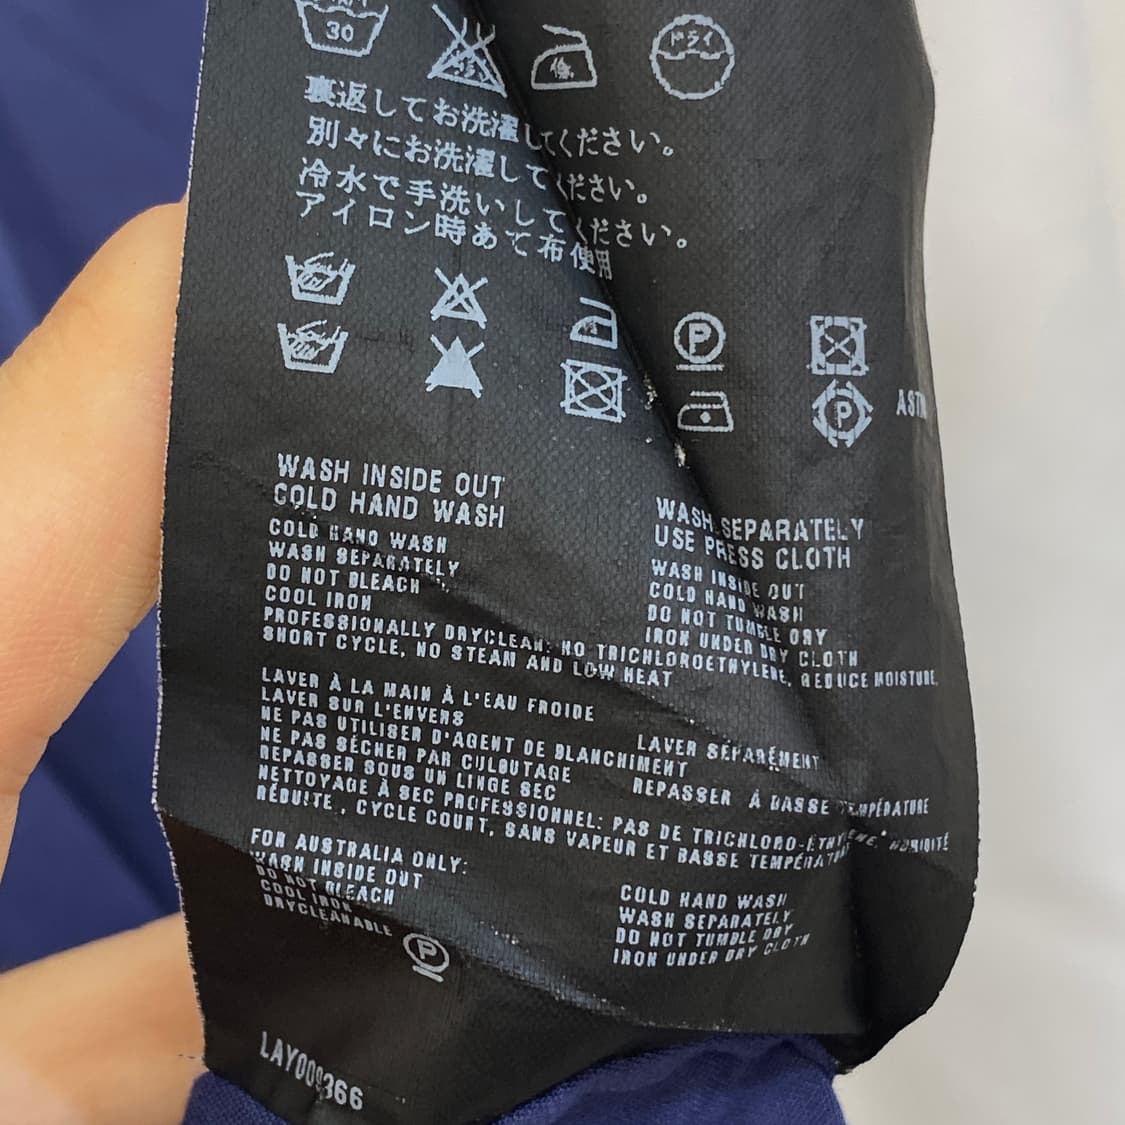 30
ドライ
裏返してお洗濯してください。
別々にお洗濯してください。
冷水で手洗いしてください。
アイロン時あて布使用
P
P
ASTM
WASH INSIDE OUT
COLD HAND WASH
WASH SEPARATELY
USE PRESS CLOTH
COLD HAND WASH
WASH SEPARATELY
DO NOT BLEACH
COOL IRON
WASH INSIDE OUT
COLD HAND WASH
DO NOT TUMBLE DRY
IRON UNDER DRY CLOTH
PROFESSIONALLY DRYCLEAN: NO TRICHLOROETHYLENE, REDUCE MOISTURE,
SHORT CYCLE, NO STEAM AND LOW HEAT
LAVER À LA MAIN À L'EAU FROIDE
LAVER SUR L'ENVERS
LAVER SÉPARÉMENT
NE PAS UTILISER D'AGENT DE BLANCHIMENT
NE PAS SÉCHER PAR CULBUTAGE
REPASSER À BASSE TEMPÉRATURE
REPASSER SOUS UN LINGE SEC
NETTOYAGE À SEC PROFESSIONNEL: PAS DE TRICHLORO-ÉTHYLÈNE, HUMIDITÉ
RÉDUITE, CYCLE COURT, SANS VAPEUR ET BASSE TEMPÉRATURE
FOR AUSTRALIA ONLY:
WASH INSIDE OUT
DO NOT BLEACH
COOL IRON
DRYCLEANABLE
P
COLD HAND WASH
WASH SEPARATELY
DO NOT TUMBLE DRY
IRON UNDER DRY CLOTH
LAY009366